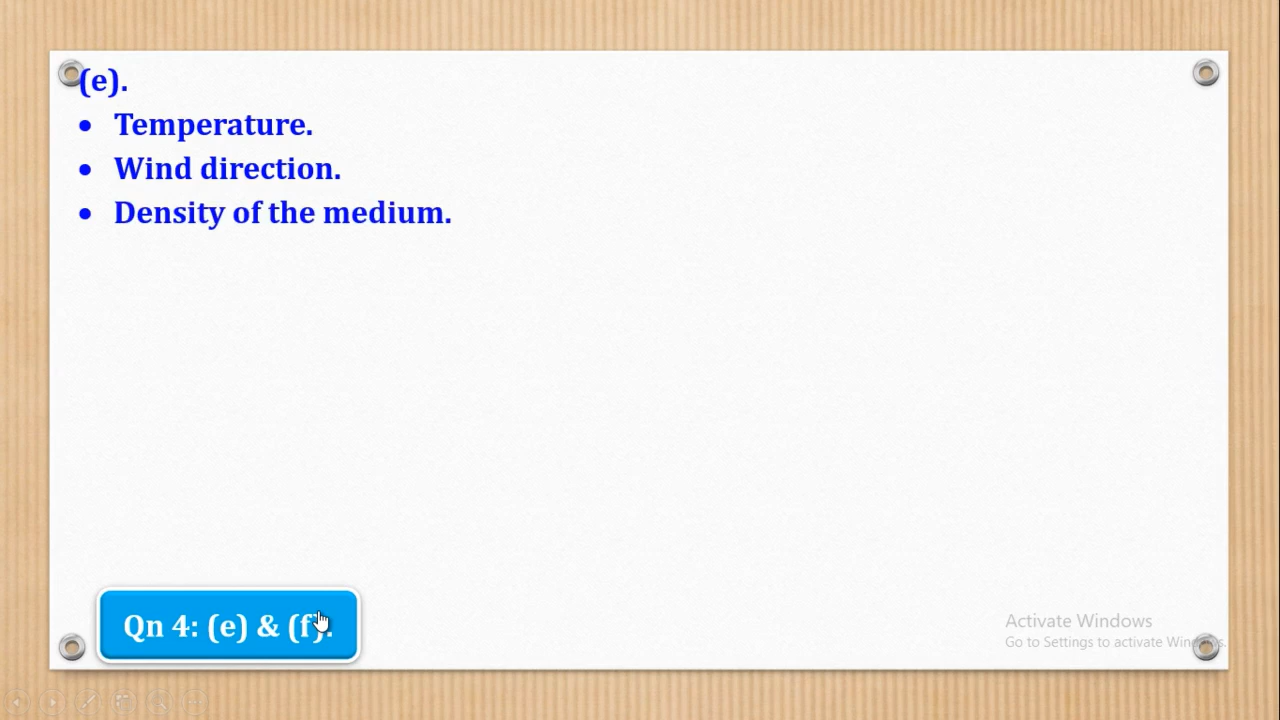 (e).
• Temperature.
• Wind direction.
• Density of the medium.
Qn 4: (e) & (f).
Activate Windows
Go to Settings to activate Windows.